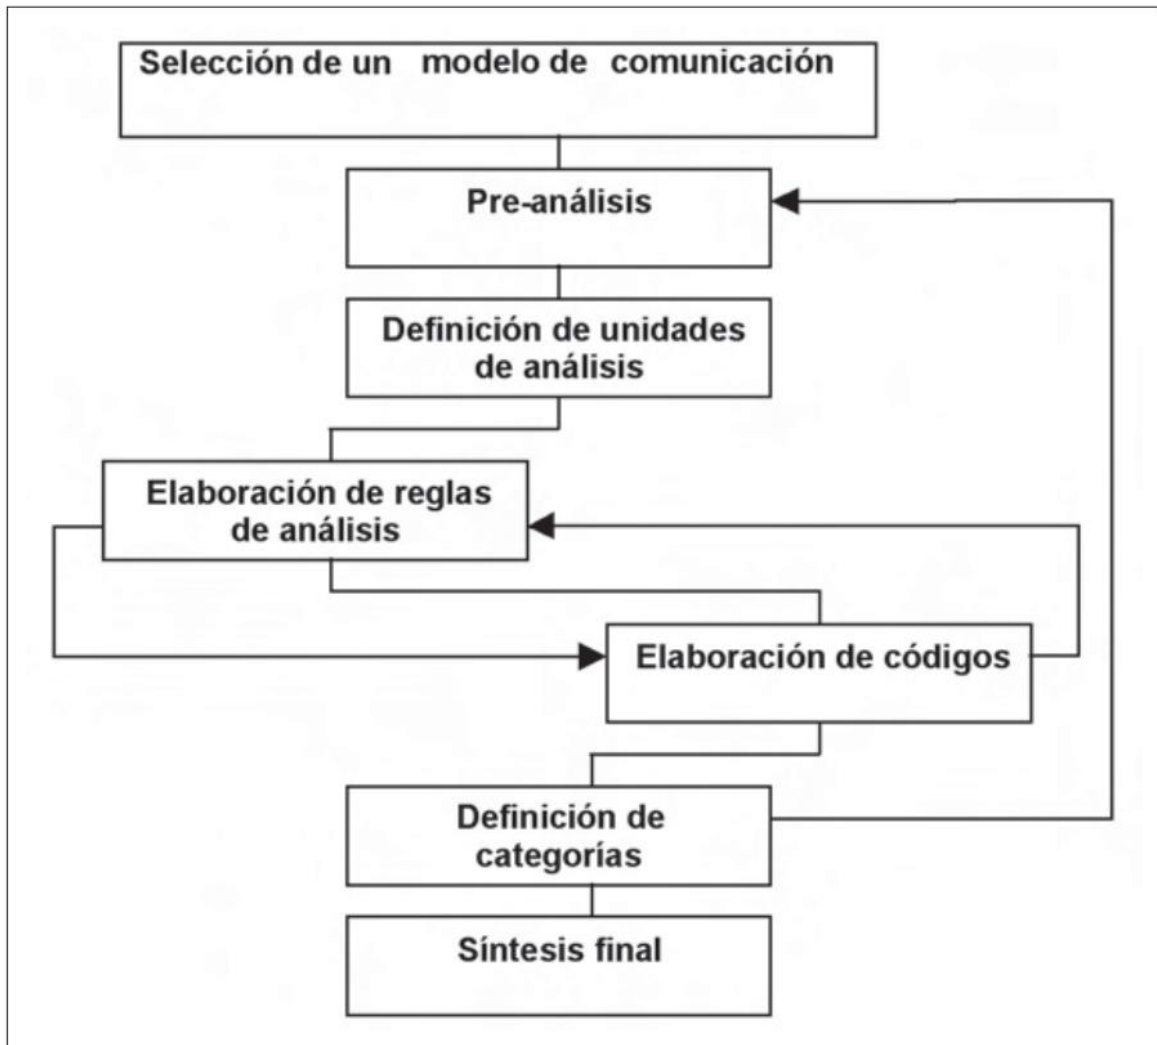 Selección de un modelo de comunicación
Pre-análisis
Definición de unidades
de análisis
Elaboración de reglas
de análisis
Elaboración de códigos
Definición de
categorías
Síntesis final